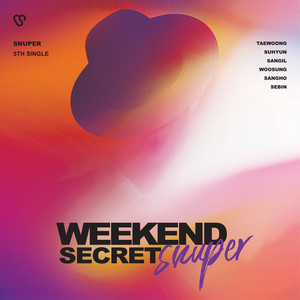 SNUPER
5TH SINGLE
TAEWOONG
SUHYUN
SANGIL
WOOSUNG
SANGHO
SEBIN
WEEKEND
SECRET snuper